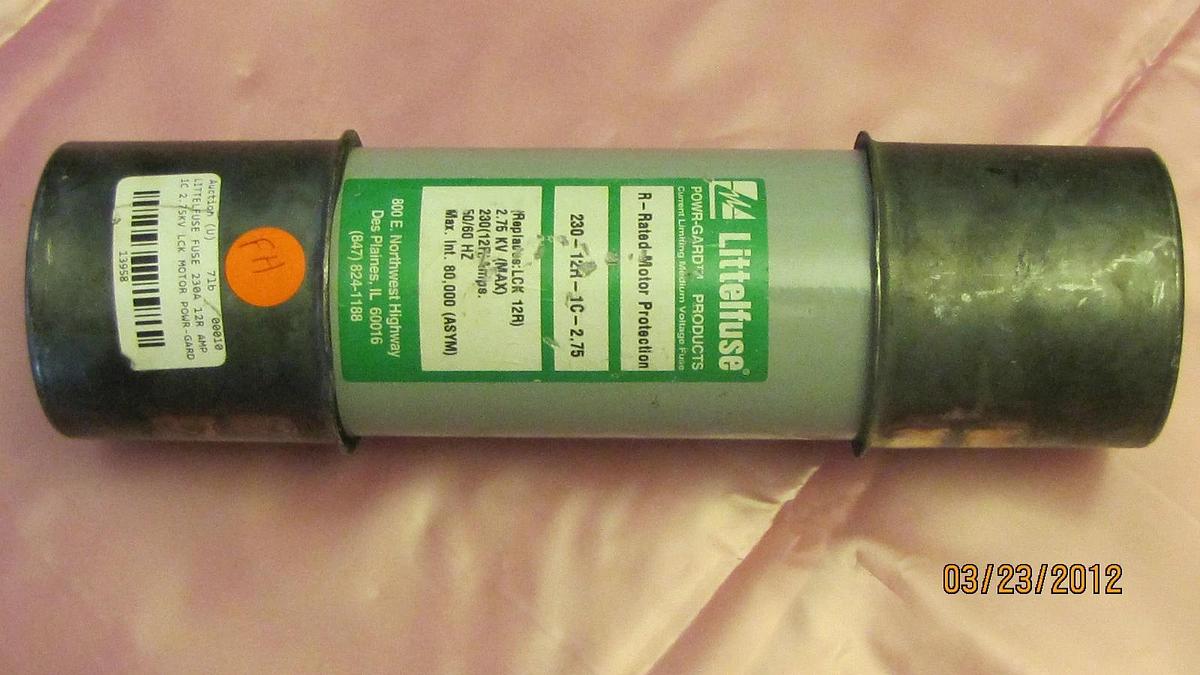 Auction (U) 7lb / 00010
LITTELFUSE FUSE 230A 12R AMP
1C 2.75KV LCK MOTOR POWR-GARD
13958
FH
Littelfuse®
POWR-GARD™ PRODUCTS
Current Limiting Medium Voltage Fuse
R-Rated-Motor Protection
230-12R-1C-2.75
(Replaces:LCK 12R)
2.75 KV (MAX)
230(12R)Amps.
50/60 HZ
Max. Int. 80,000 (ASYM)
800 E. Northwest Highway
Des Plaines, IL 60016
(847) 824-1188
03/23/2012